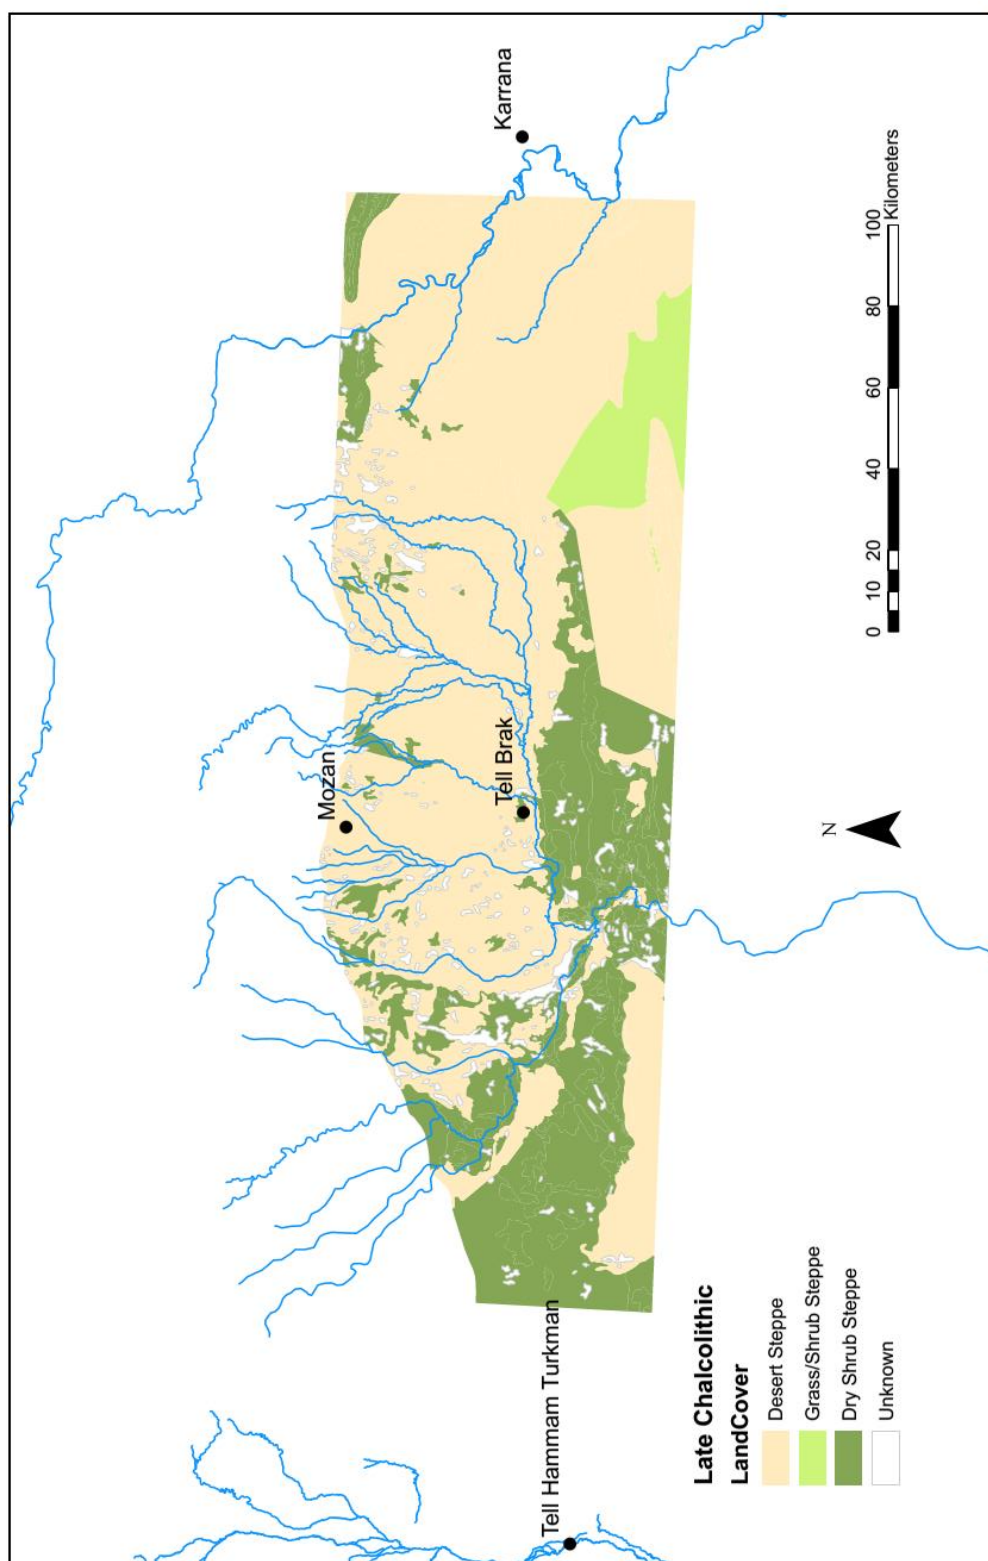 Karrana
Mozan
Tell Brak
Tell Hammam Turkman
N
0 10 20 40 60 80 100
Kilometers
Late Chalcolithic
LandCover
Desert Steppe
Grass/Shrub Steppe
Dry Shrub Steppe
Unknown